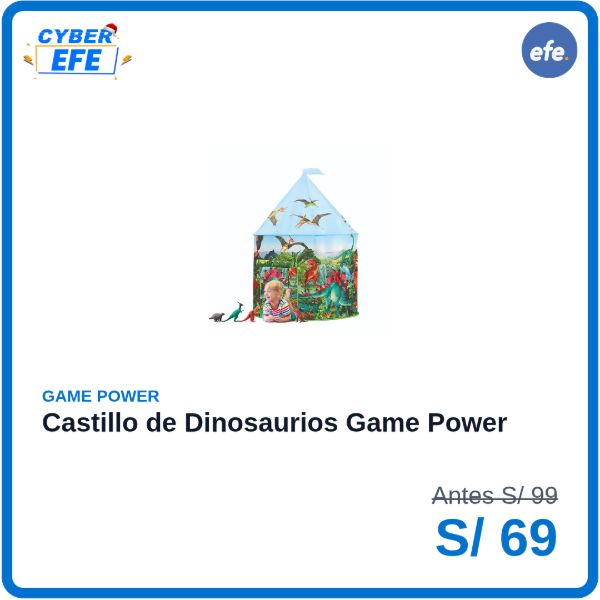 CYBER
EFE
efe.
GAME POWER
Castillo de Dinosaurios Game Power
Antes S/ 99
S/ 69